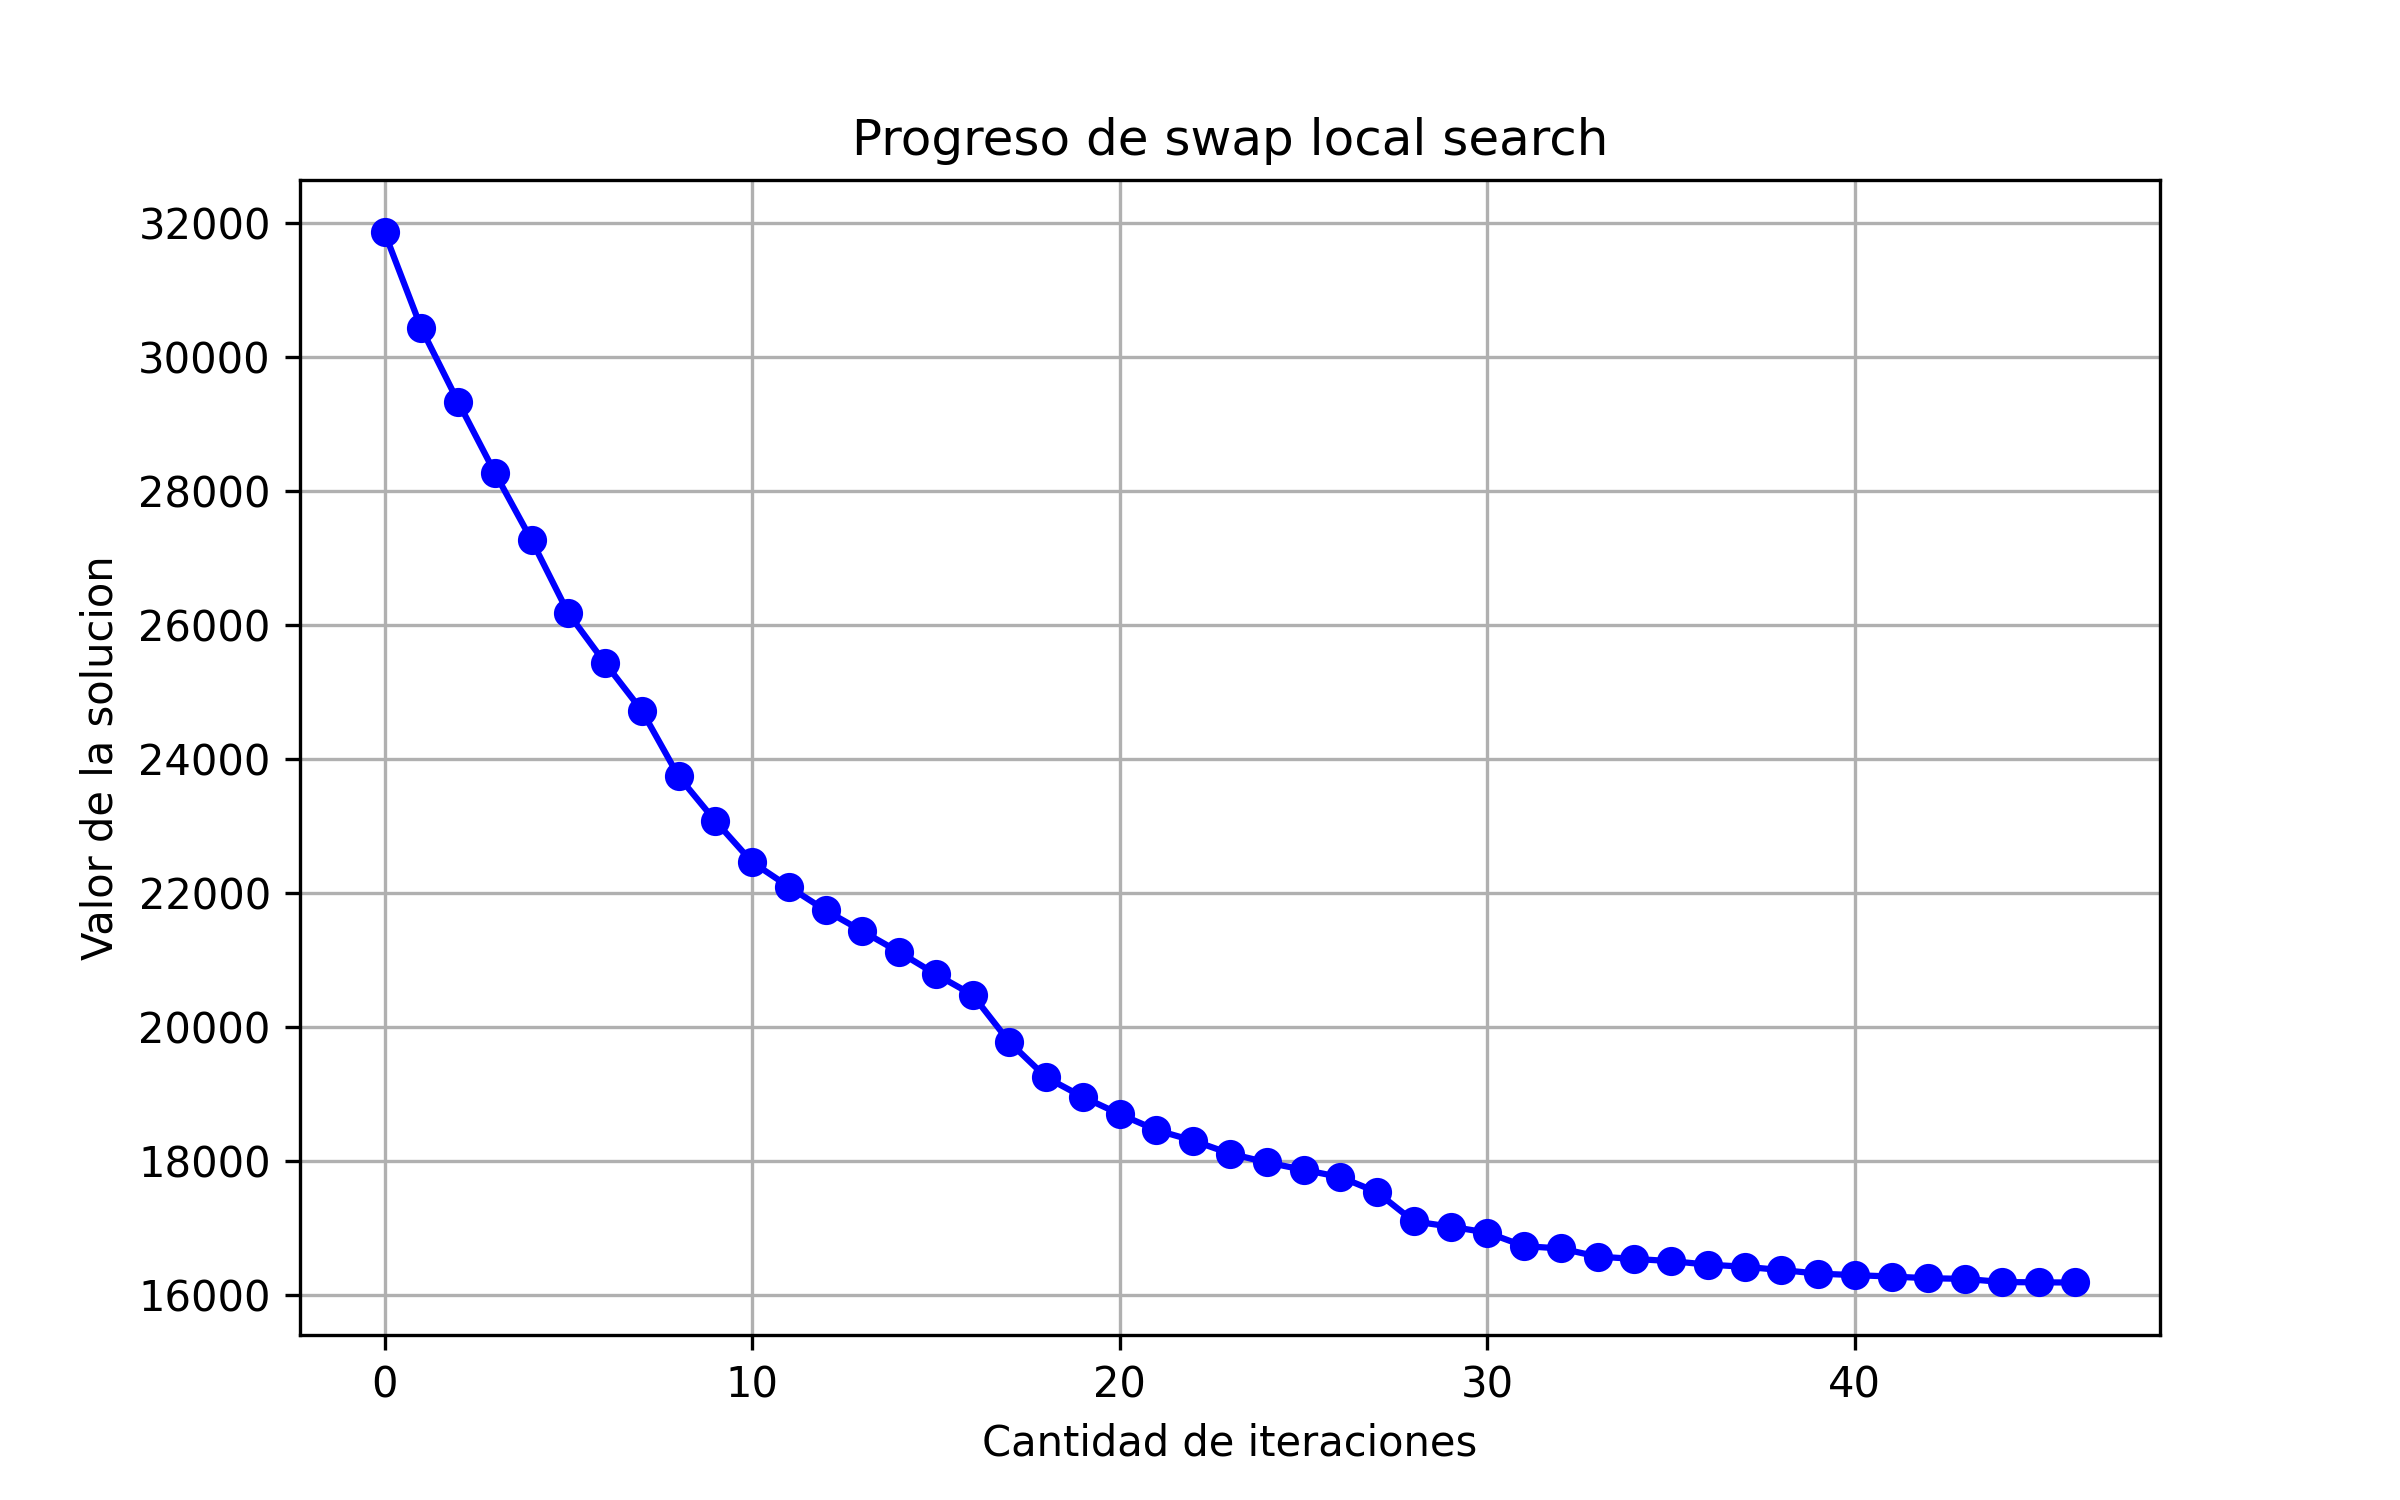 Progreso de swap local search
Valor de la solucion
32000
30000
28000
26000
24000
22000
20000
18000
16000
0 10 20 30 40
Cantidad de iteraciones